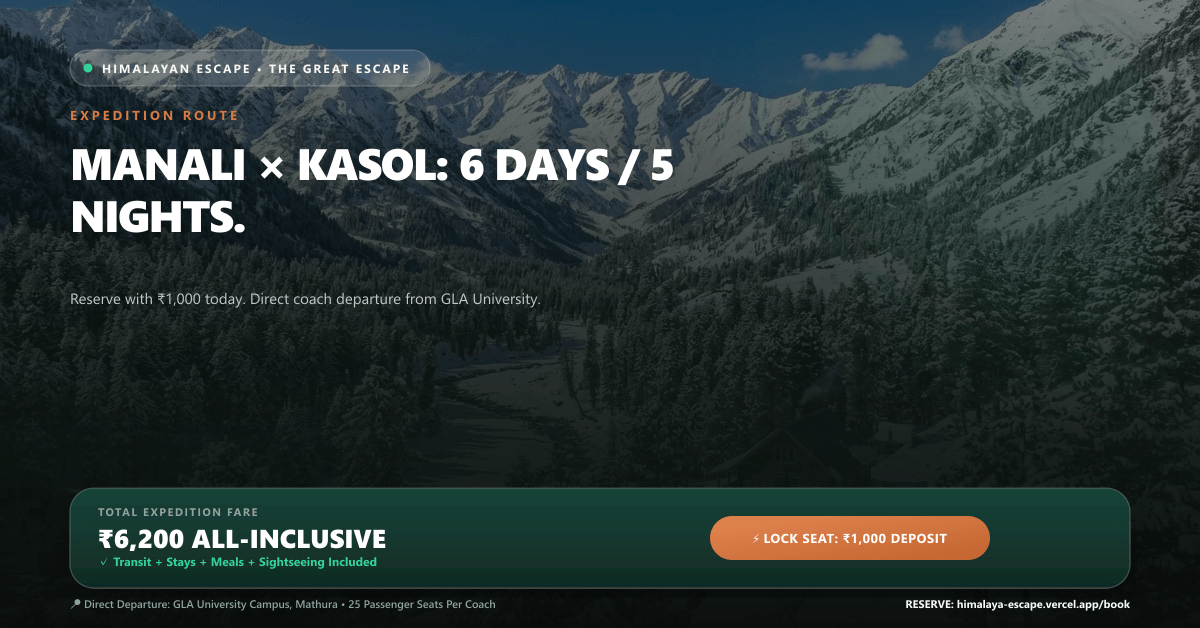 HIMALAYAN ESCAPE • THE GREAT ESCAPE
EXPEDITION ROUTE
MANALI × KASOL: 6 DAYS / 5
NIGHTS.
Reserve with ₹1,000 today. Direct coach departure from GLA University.
TOTAL EXPEDITION FARE
₹6,200 ALL-INCLUSIVE
✓ Transit + Stays + Meals + Sightseeing Included
⚡ LOCK SEAT: ₹1,000 DEPOSIT
📍 Direct Departure: GLA University Campus, Mathura • 25 Passenger Seats Per Coach
RESERVE: himalaya-escape.vercel.app/book